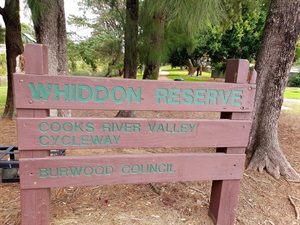 WHIDDON RESERVE
COOKS RIVER VALLEY
CYCLEWAY
BURWOOD COUNCIL